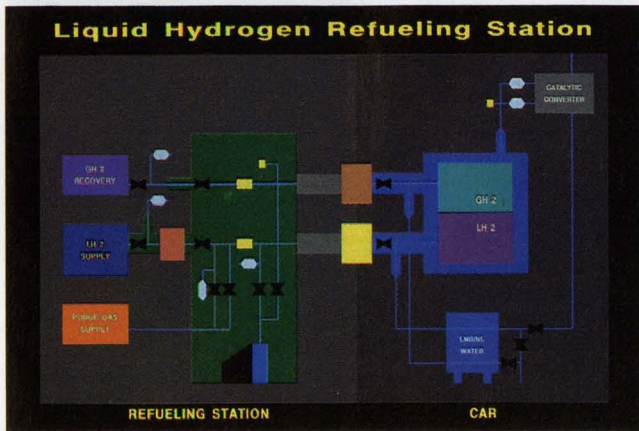 Liquid Hydrogen Refueling Station
CATALYTIC
CONVERTER
GH 2
RECOVERY
GH 2
LH 2
SUPPLY
LH 2
PURGE GAS
SUPPLY
ENGINE
WATER
REFUELING STATION
CAR